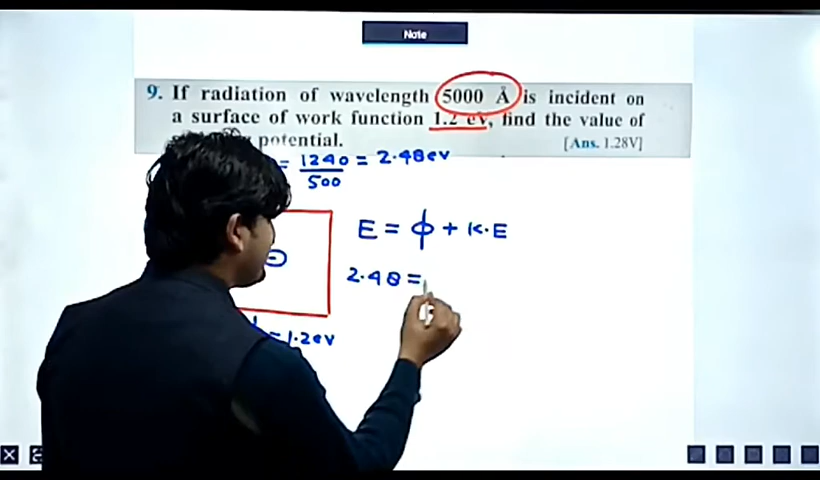 Note
9. If radiation of wavelength 5000 Å is incident on
a surface of work function 1.2 eV, find the value of
potential.
[Ans. 1.28V]
= 1240 / 500 = 2.48eV
E = ϕ + K.E
2.48 =
= 1.2eV